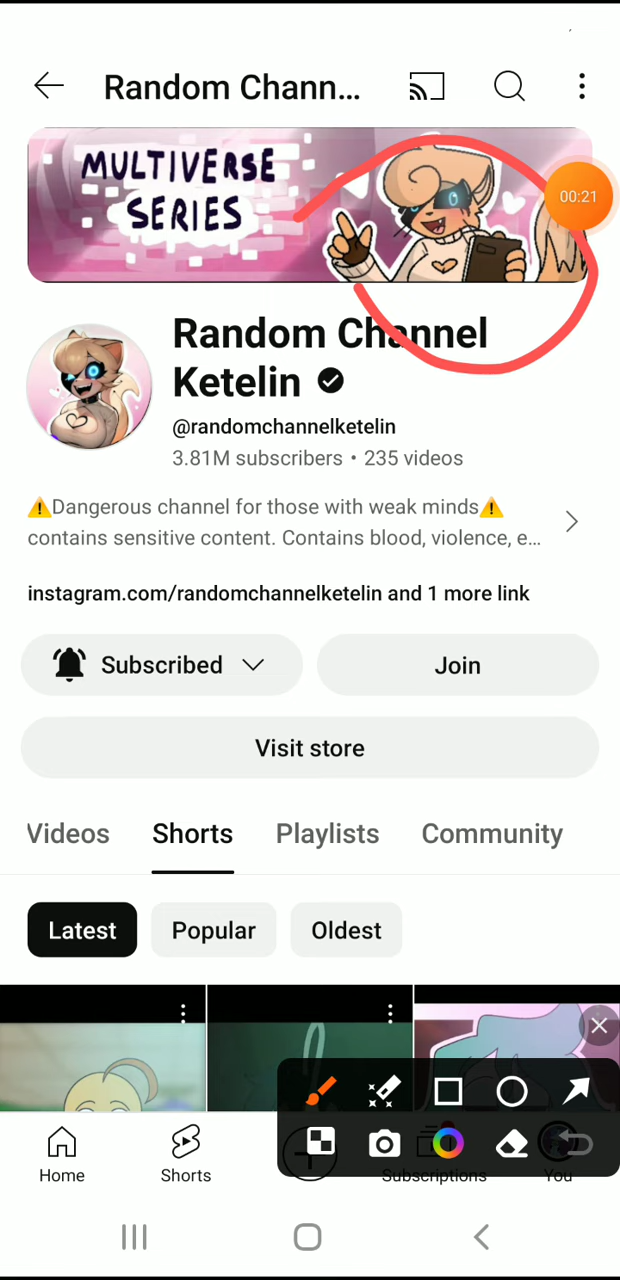 Random Chann...
MULTIVERSE
SERIES
00:21
Random Channel
Ketelin
@randomchannelketelin
3.81M subscribers • 235 videos
⚠️Dangerous channel for those with weak minds⚠️
contains sensitive content. Contains blood, violence, e...
instagram.com/randomchannelketelin and 1 more link
Subscribed
Join
Visit store
Videos
Shorts
Playlists
Community
Latest
Popular
Oldest
Home
Shorts
Subscriptions
You